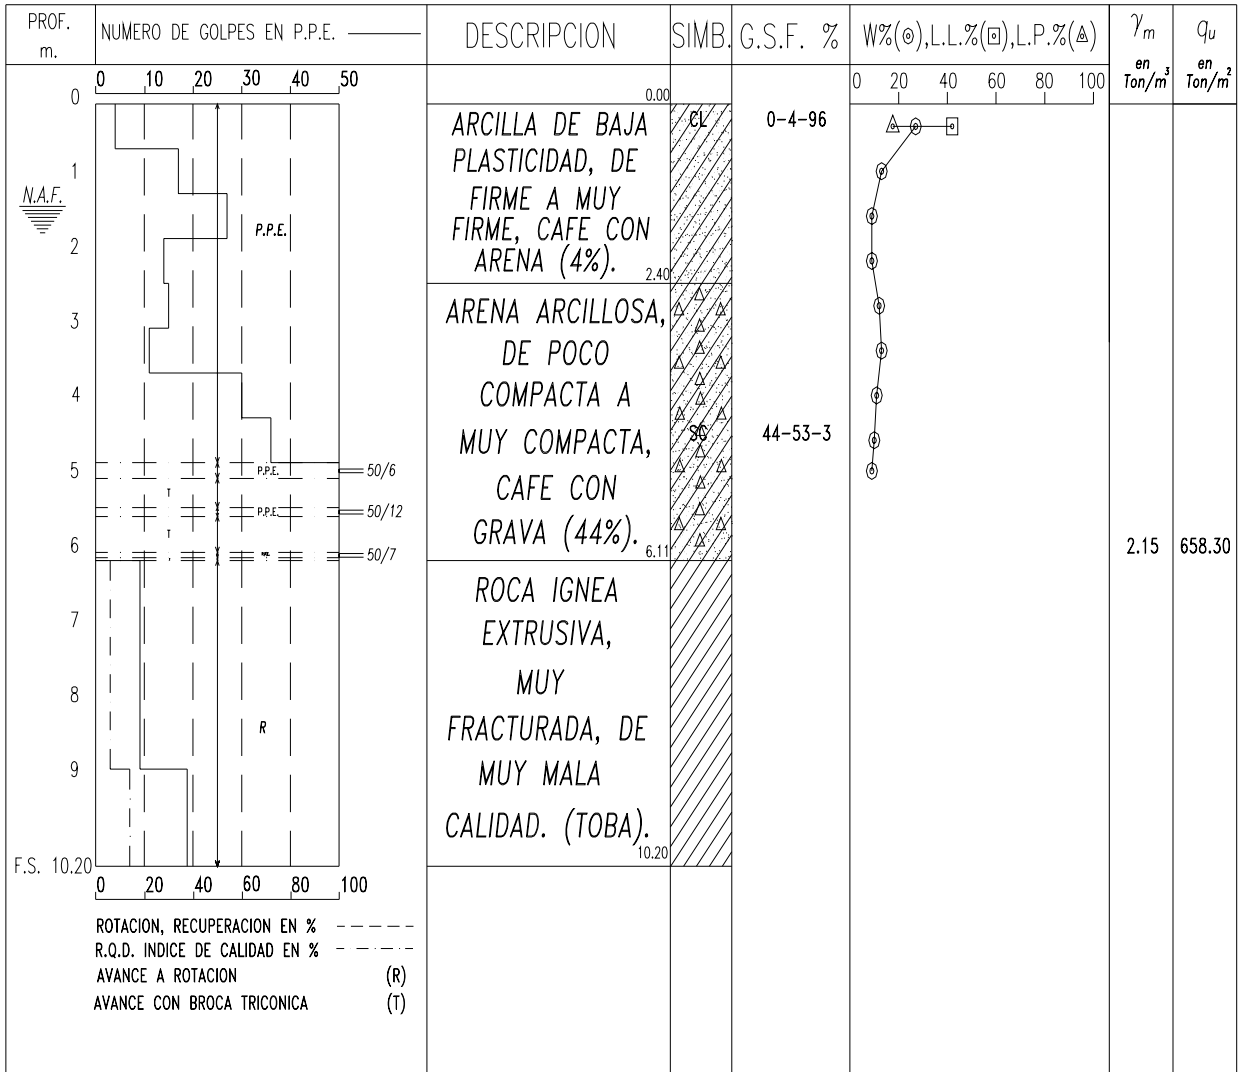 PROF.
m.
NUMERO DE GOLPES EN P.P.E.
DESCRIPCION
SIMB.
G.S.F. %
W%(⊙),L.L.%(⊡),L.P.%(△)
γm
en
Ton/m³
qu
en
Ton/m²
0 10 20 30 40 50
0 20 40 60 80 100
0
1
N.A.F.
2
3
4
5
6
7
8
9
F.S. 10.20
P.P.E.
P.P.E.
50/6
T
P.P.E.
50/12
T
50/7
R
0.00
ARCILLA DE BAJA
PLASTICIDAD, DE
FIRME A MUY
FIRME, CAFE CON
ARENA (4%).
2.40
CL
0-4-96
ARENA ARCILLOSA,
DE POCO
COMPACTA A
MUY COMPACTA,
CAFE CON
GRAVA (44%).
6.11
SC
44-53-3
2.15
658.30
ROCA IGNEA
EXTRUSIVA,
MUY
FRACTURADA, DE
MUY MALA
CALIDAD. (TOBA).
10.20
0 20 40 60 80 100
ROTACION, RECUPERACION EN %
R.Q.D. INDICE DE CALIDAD EN %
AVANCE A ROTACION (R)
AVANCE CON BROCA TRICONICA (T)